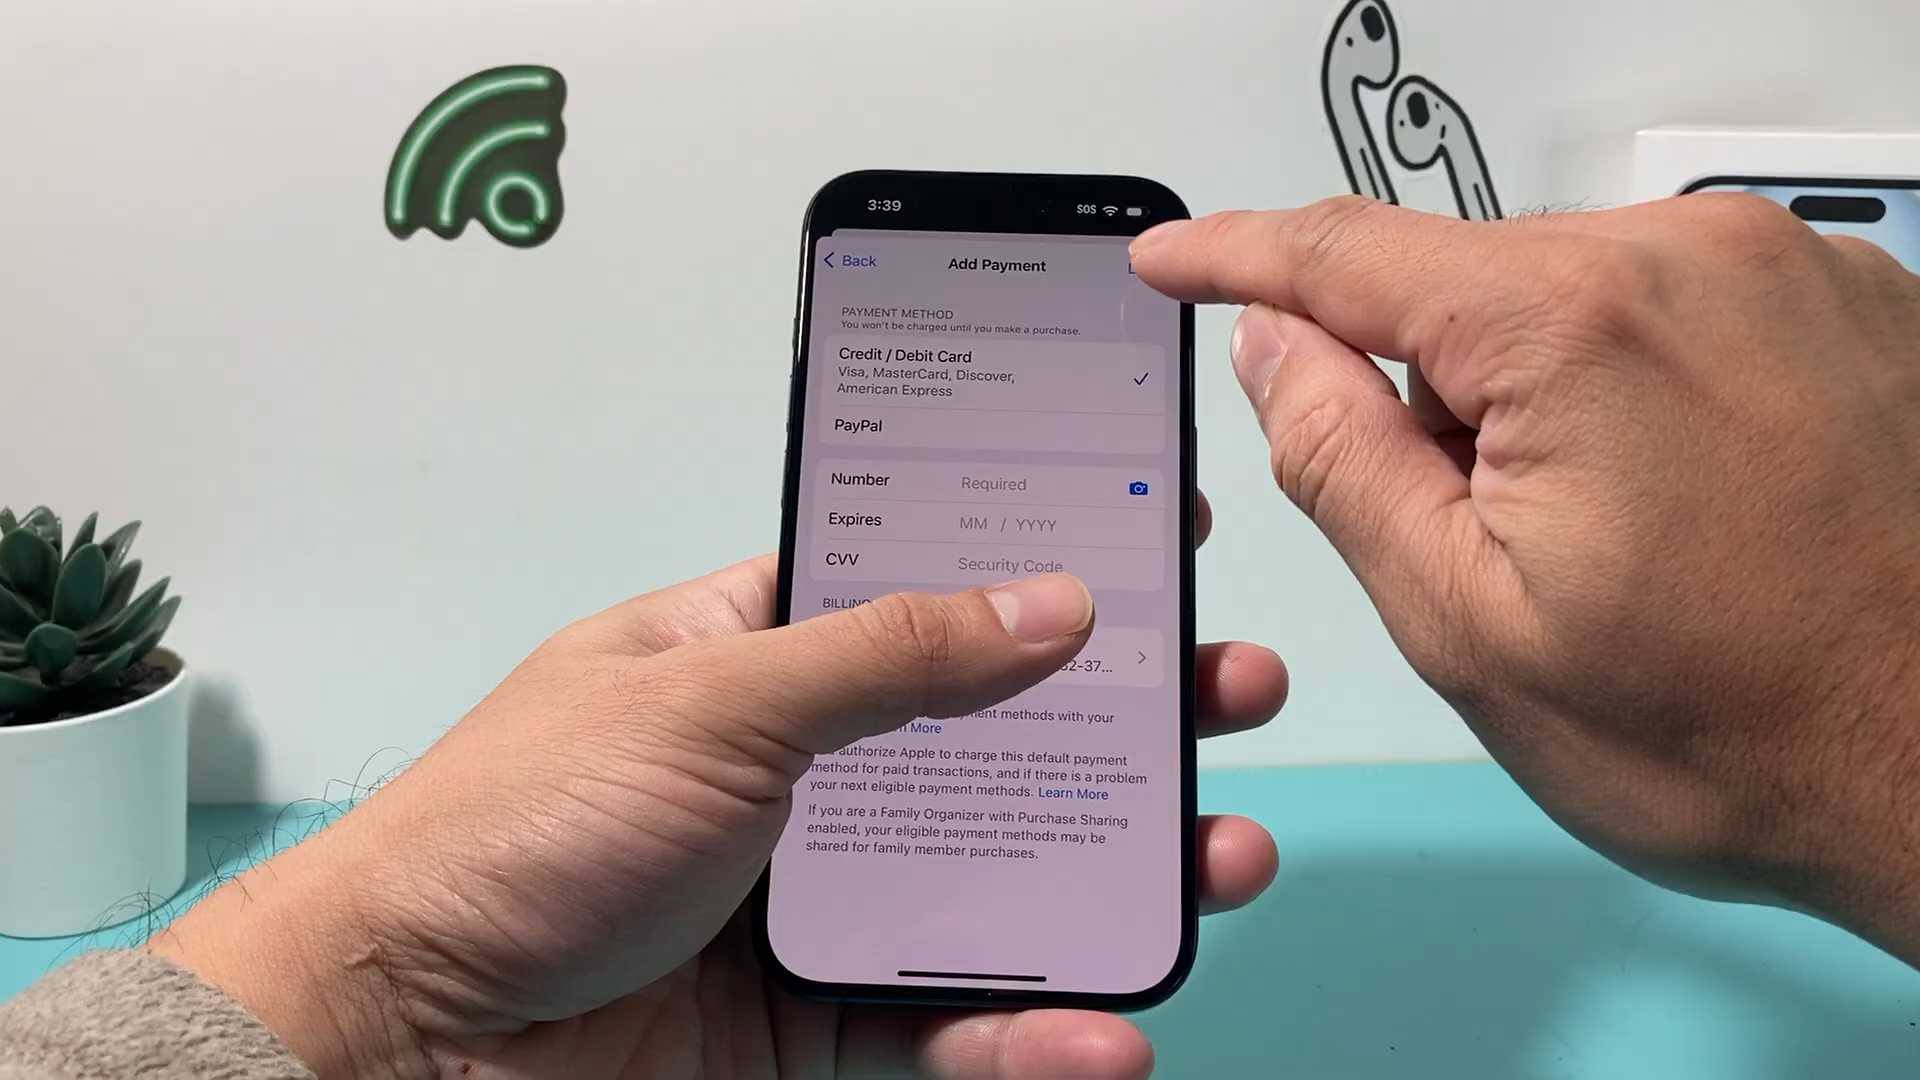 3:39
SOS
Back
Add Payment
PAYMENT METHOD
You won't be charged until you make a purchase.
Credit / Debit Card
Visa, MasterCard, Discover,
American Express
PayPal
Number Required
Expires MM / YYYY
CVV Security Code
62-37...
methods with your
More
authorize Apple to charge this default payment
method for paid transactions, and if there is a problem
your next eligible payment methods. Learn More
If you are a Family Organizer with Purchase Sharing
enabled, your eligible payment methods may be
shared for family member purchases.